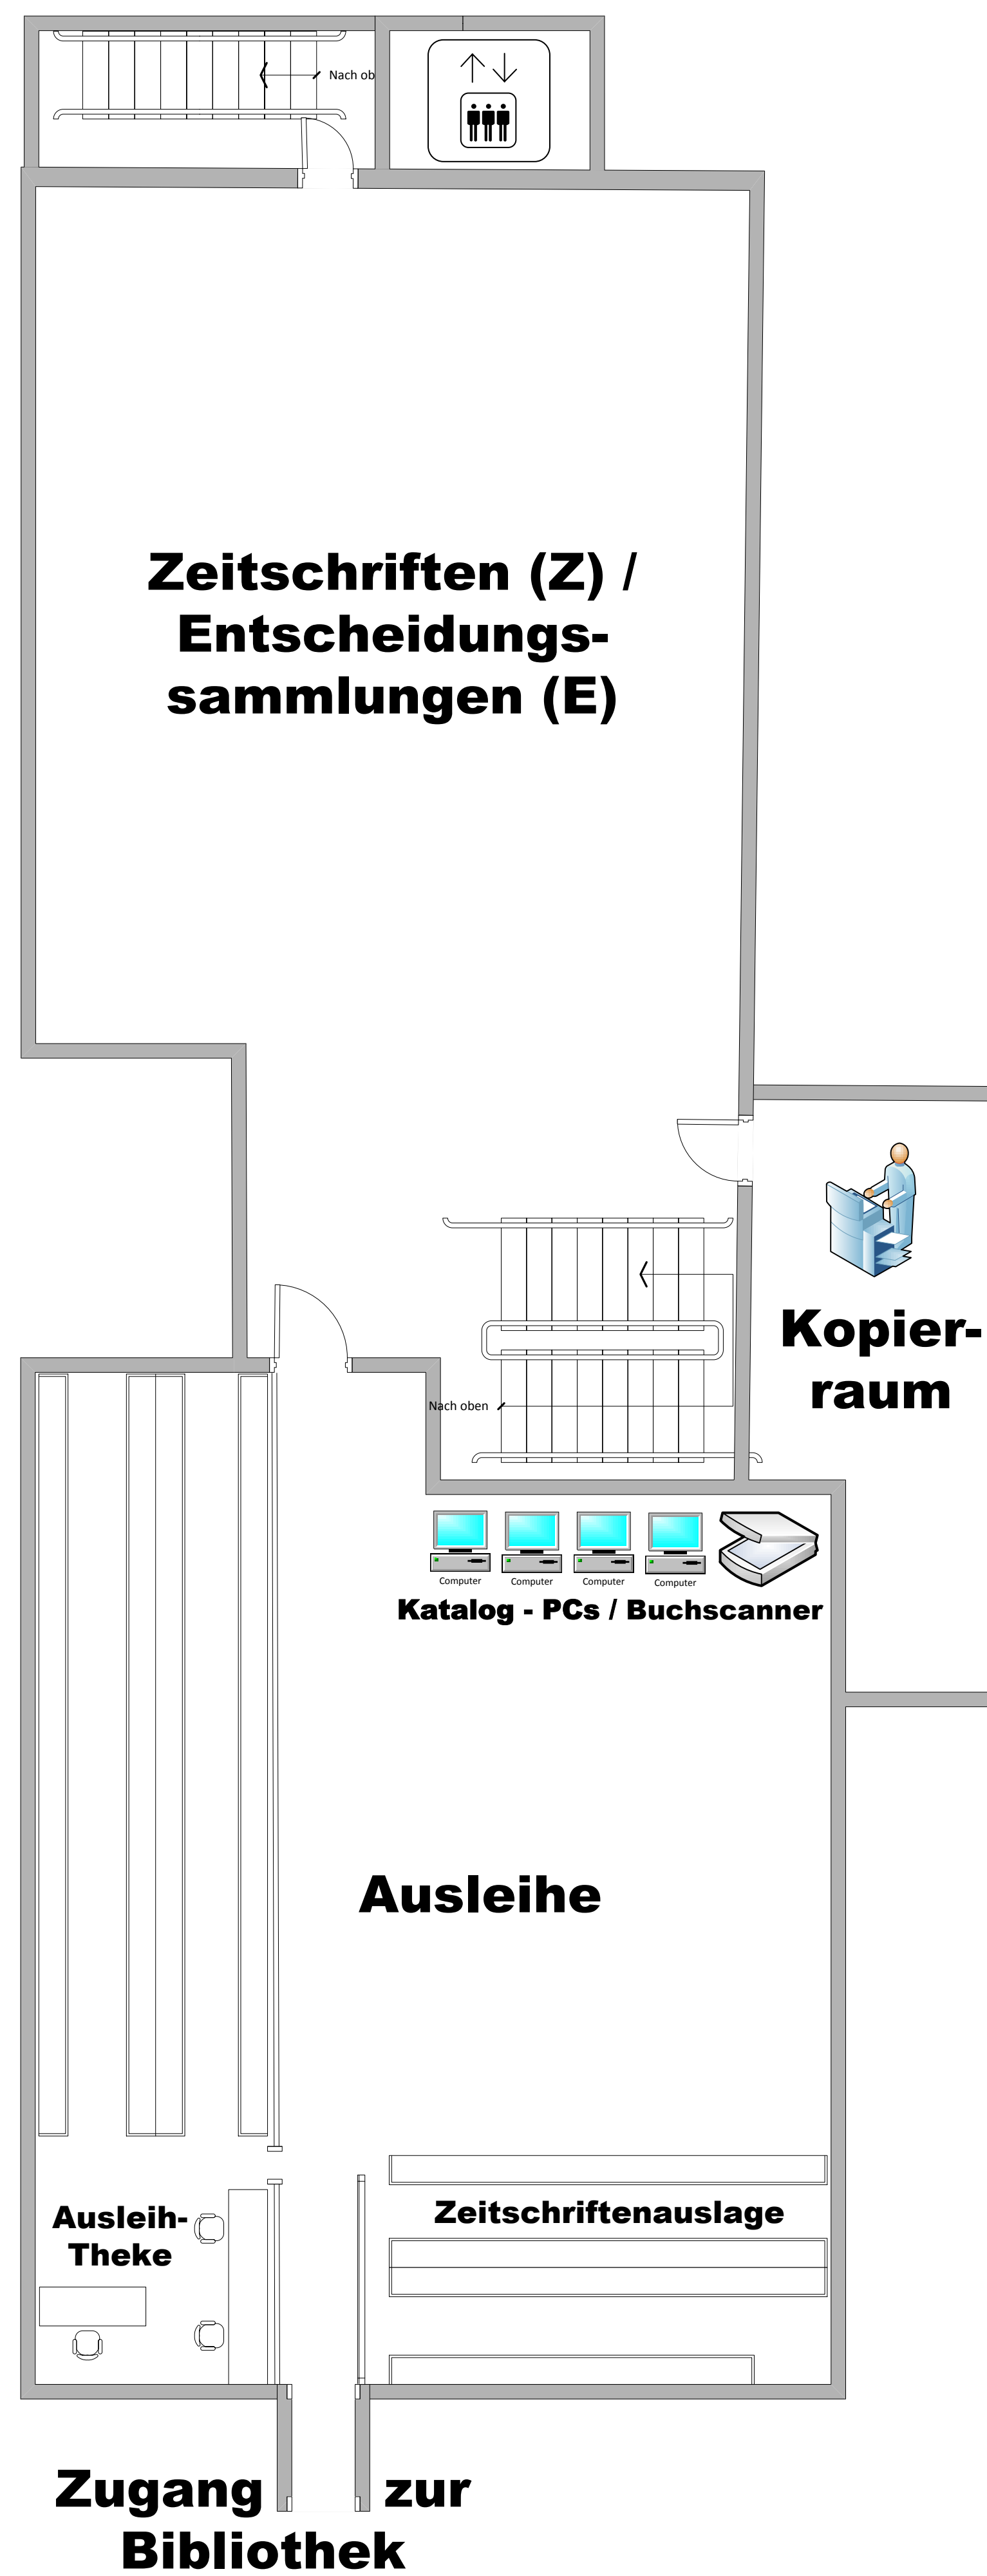 Nach ob
Zeitschriften (Z) /
Entscheidungs-
sammlungen (E)
Kopier-
raum
Nach oben
Computer Computer Computer Computer
Katalog - PCs / Buchscanner
Ausleihe
Ausleih-
Theke
Zeitschriftenauslage
Zugang zur
Bibliothek